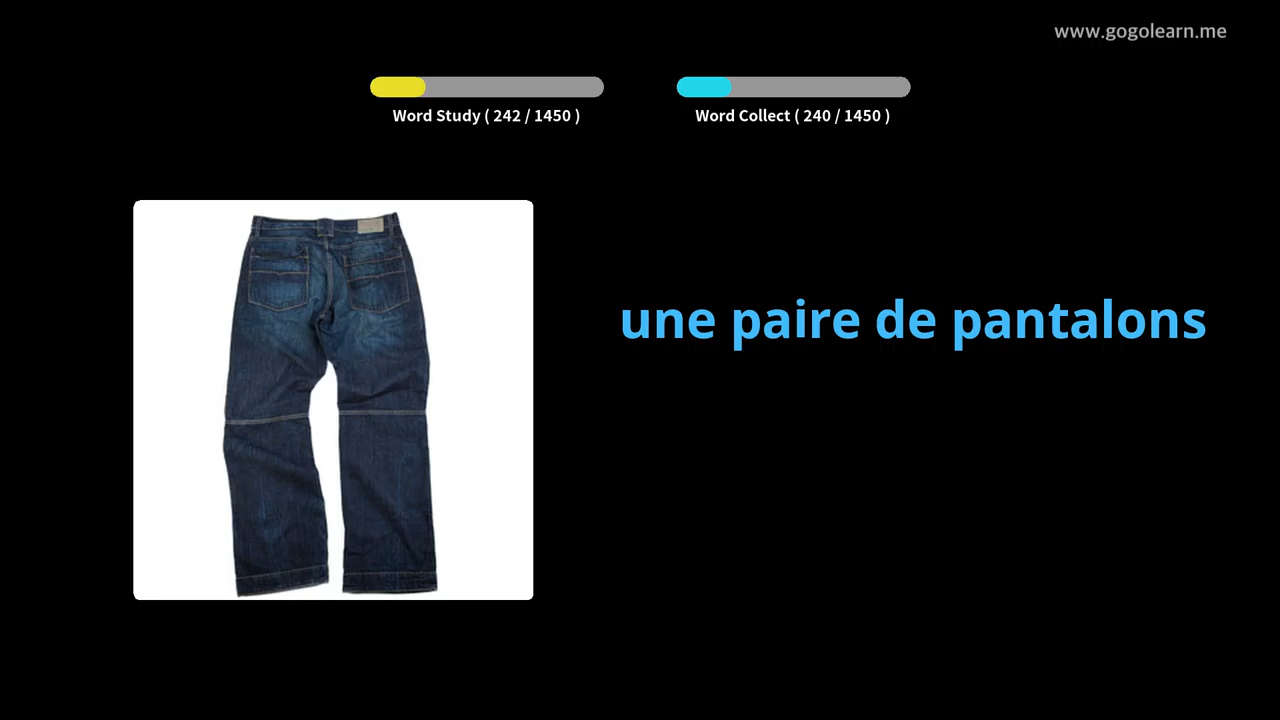 www.gogolearn.me
Word Study ( 242 / 1450 )
Word Collect ( 240 / 1450 )
une paire de pantalons